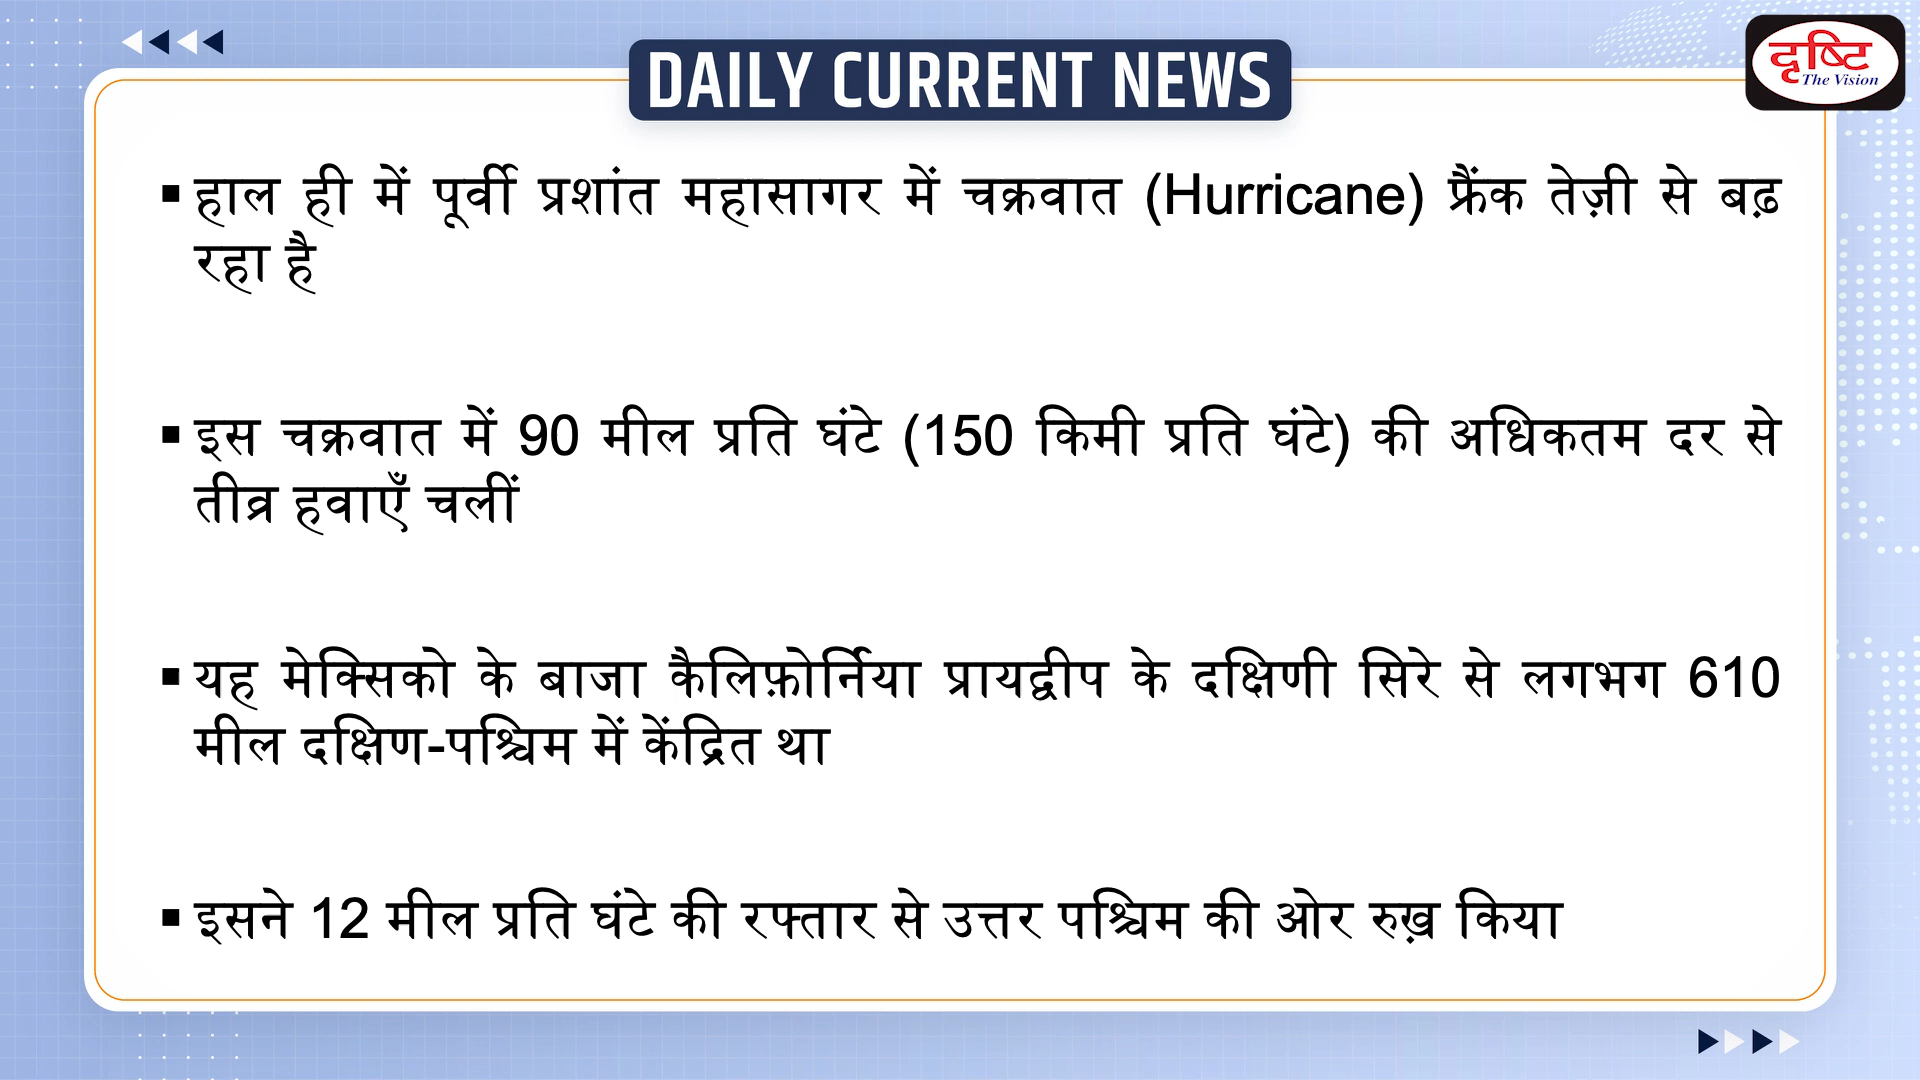 DAILY CURRENT NEWS
दृष्टि
The Vision
▪ हाल ही में पूर्वी प्रशांत महासागर में चक्रवात (Hurricane) फ्रैंक तेज़ी से बढ़
रहा है
▪ इस चक्रवात में 90 मील प्रति घंटे (150 किमी प्रति घंटे) की अधिकतम दर से
तीव्र हवाएँ चलीं
▪ यह मेक्सिको के बाजा कैलिफ़ोर्निया प्रायद्वीप के दक्षिणी सिरे से लगभग 610
मील दक्षिण-पश्चिम में केंद्रित था
▪ इसने 12 मील प्रति घंटे की रफ्तार से उत्तर पश्चिम की ओर रुख़ किया